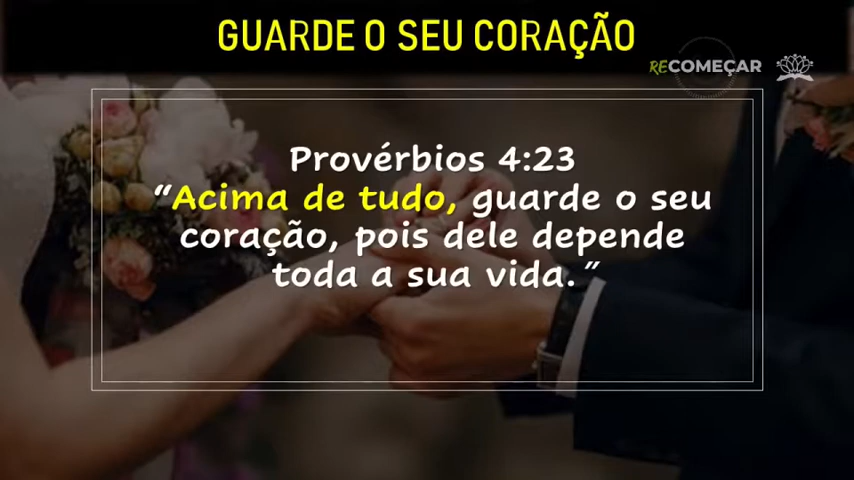 GUARDE O SEU CORAÇÃO
RECOMEÇAR
Provérbios 4:23
“Acima de tudo, guarde o seu
coração, pois dele depende
toda a sua vida.”